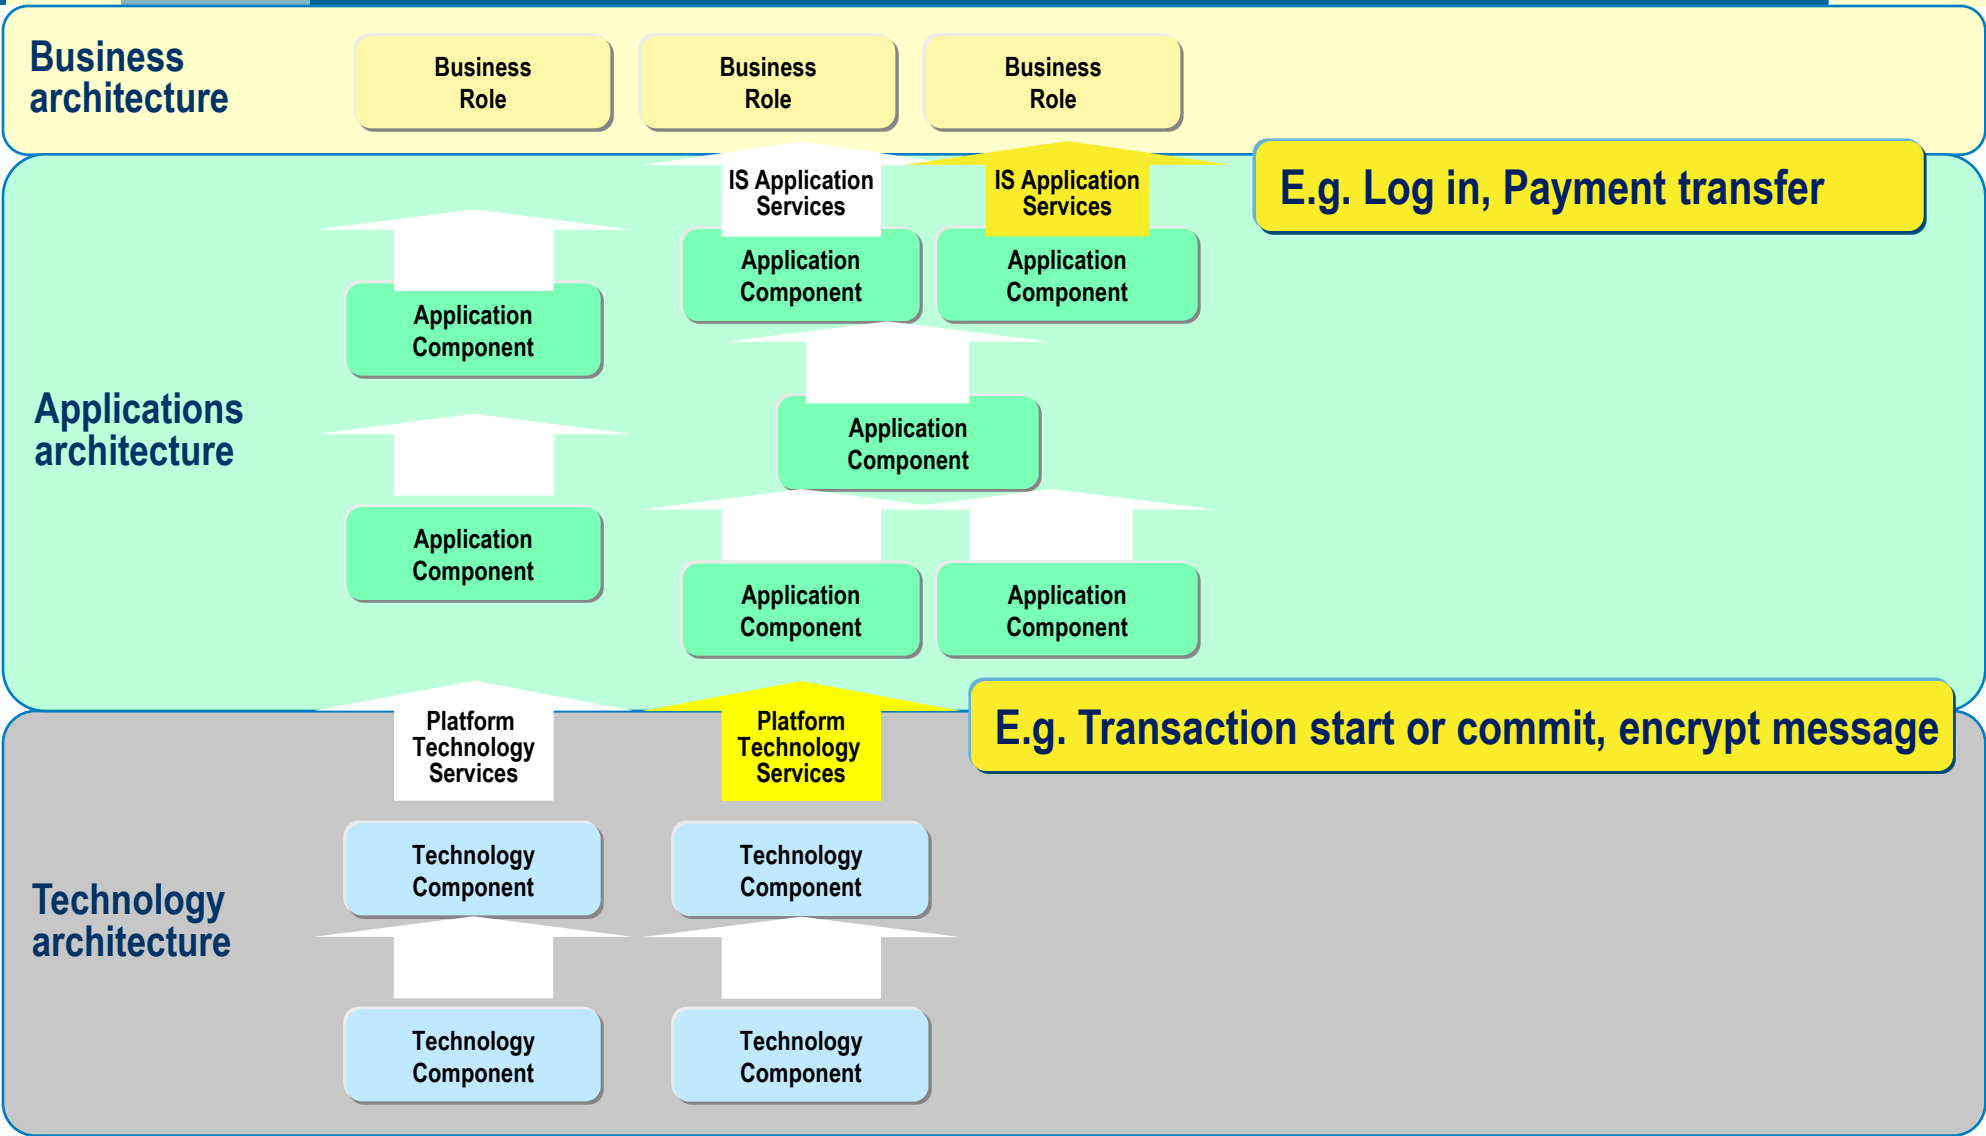 Business
architecture
Business
Role
Business
Role
Business
Role
IS Application
Services
IS Application
Services
E.g. Log in, Payment transfer
Application
Component
Application
Component
Application
Component
Applications
architecture
Application
Component
Application
Component
Application
Component
Application
Component
Platform
Technology
Services
Platform
Technology
Services
E.g. Transaction start or commit, encrypt message
Technology
Component
Technology
Component
Technology
architecture
Technology
Component
Technology
Component